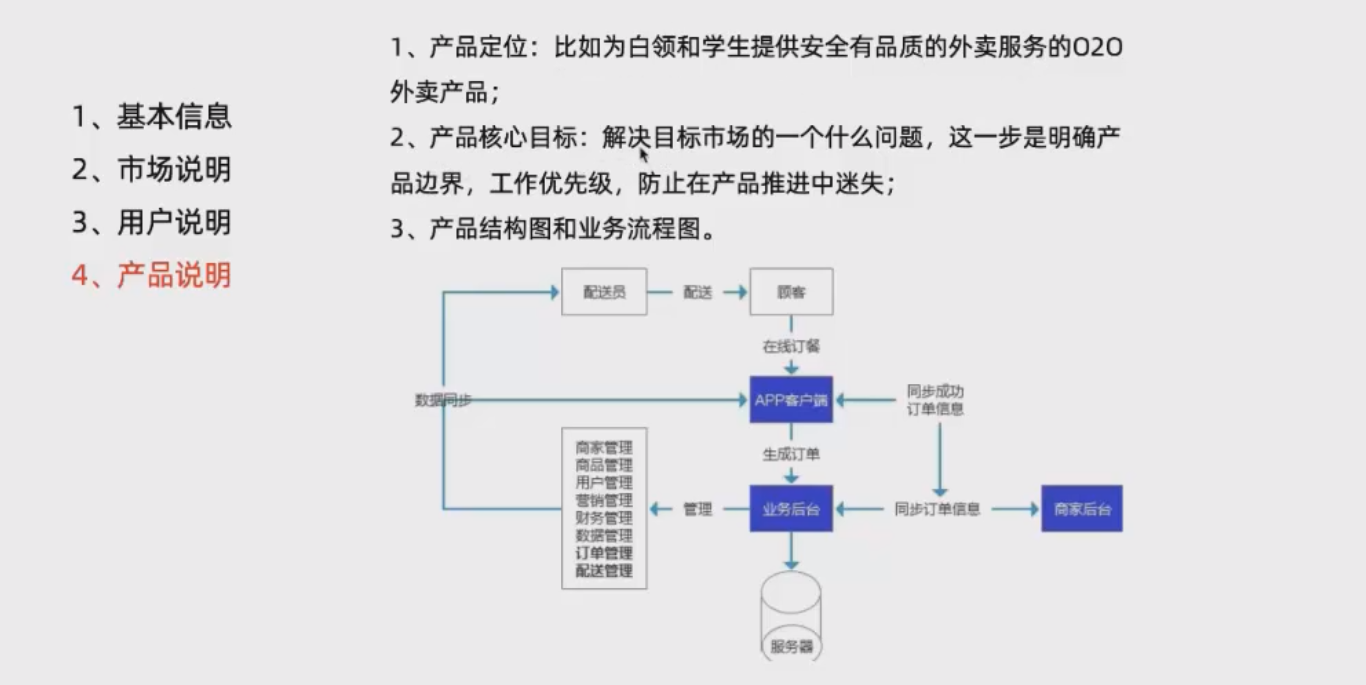 1、基本信息
2、市场说明
3、用户说明
4、产品说明
1、产品定位：比如为白领和学生提供安全有品质的外卖服务的O2O
外卖产品；
2、产品核心目标：解决目标市场的一个什么问题，这一步是明确产
品边界，工作优先级，防止在产品推进中迷失；
3、产品结构图和业务流程图。
配送员
配送
顾客
在线订餐
数据同步
APP客户端
同步成功
订单信息
生成订单
商家管理
商品管理
用户管理
营销管理
财务管理
数据管理
订单管理
配送管理
管理
业务后台
同步订单信息
商家后台
服务器